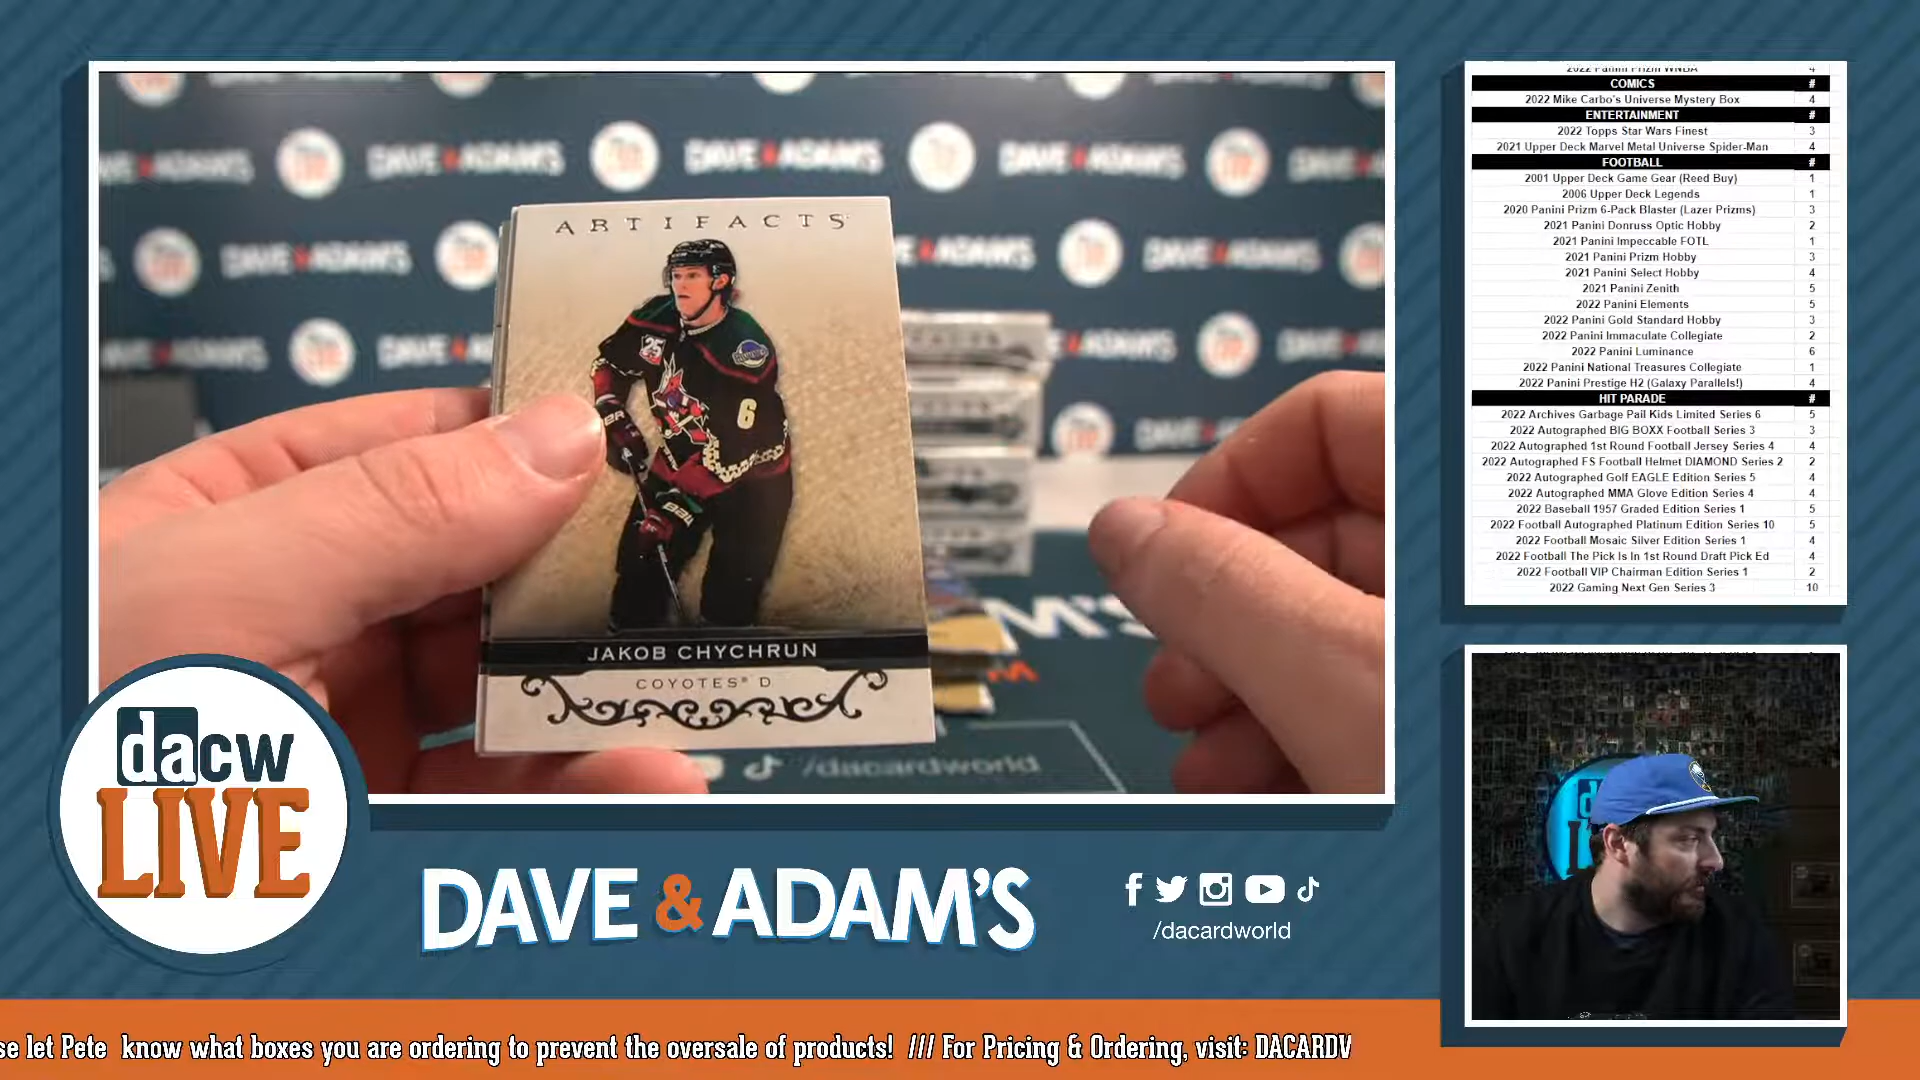 ARTIFACTS
25
6
JAKOB CHYCHRUN
COYOTES® D
/dacardworld
dacw
LIVE
DAVE & ADAM'S
/dacardworld
2022 Panini Prizm WNBA 4
COMICS #
2022 Mike Carbo's Universe Mystery Box 4
ENTERTAINMENT #
2022 Topps Star Wars Finest 3
2021 Upper Deck Marvel Metal Universe Spider-Man 4
FOOTBALL #
2001 Upper Deck Game Gear (Reed Buy) 1
2006 Upper Deck Legends 1
2020 Panini Prizm 6-Pack Blaster (Lazer Prizms) 3
2021 Panini Donruss Optic Hobby 2
2021 Panini Impeccable FOTL 1
2021 Panini Prizm Hobby 3
2021 Panini Select Hobby 4
2021 Panini Zenith 5
2022 Panini Elements 5
2022 Panini Gold Standard Hobby 3
2022 Panini Immaculate Collegiate 2
2022 Panini Luminance 6
2022 Panini National Treasures Collegiate 1
2022 Panini Prestige H2 (Galaxy Parallels!) 4
HIT PARADE #
2022 Archives Garbage Pail Kids Limited Series 6 5
2022 Autographed BIG BOXX Football Series 3 3
2022 Autographed 1st Round Football Jersey Series 4 4
2022 Autographed FS Football Helmet DIAMOND Series 2 2
2022 Autographed Golf EAGLE Edition Series 5 4
2022 Autographed MMA Glove Edition Series 4 4
2022 Baseball 1957 Graded Edition Series 1 5
2022 Football Autographed Platinum Edition Series 10 5
2022 Football Mosaic Silver Edition Series 1 4
2022 Football The Pick Is In 1st Round Draft Pick Ed 4
2022 Football VIP Chairman Edition Series 1 2
2022 Gaming Next Gen Series 3 10
se let Pete know what boxes you are ordering to prevent the oversale of products! /// For Pricing & Ordering, visit: DACARDV